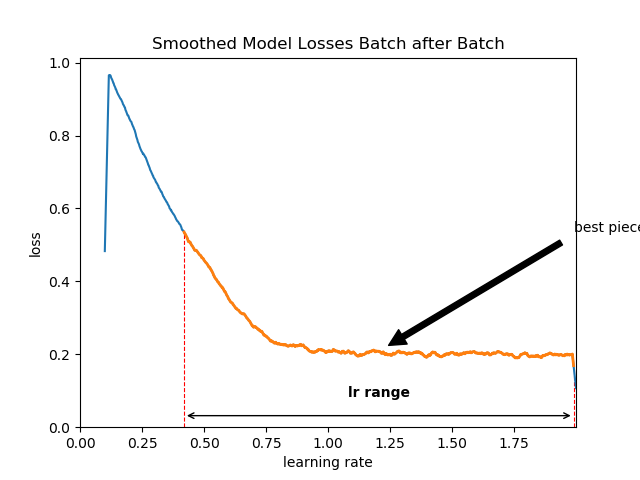 Smoothed Model Losses Batch after Batch
1.0
0.8
0.6
0.4
0.2
0.0
loss
best piece
lr range
0.00 0.25 0.50 0.75 1.00 1.25 1.50 1.75
learning rate